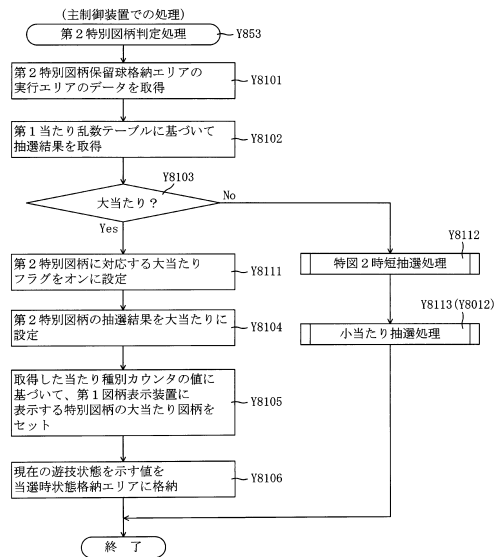 (主制御装置での処理)
第2特別図柄判定処理
Y853
第2特別図柄保留球格納エリアの
実行エリアのデータを取得
Y8101
第1当たり乱数テーブルに基づいて
抽選結果を取得
Y8102
Y8103
大当たり?
No
Yes
Y8112
特図2時短抽選処理
第2特別図柄に対応する大当たり
フラグをオンに設定
Y8111
Y8113(Y8012)
小当たり抽選処理
第2特別図柄の抽選結果を大当たりに
設定
Y8104
取得した当たり種別カウンタの値に
基づいて、第1図柄表示装置に
表示する特別図柄の大当たり図柄を
セット
Y8105
現在の遊技状態を示す値を
当選時状態格納エリアに格納
Y8106
終 了